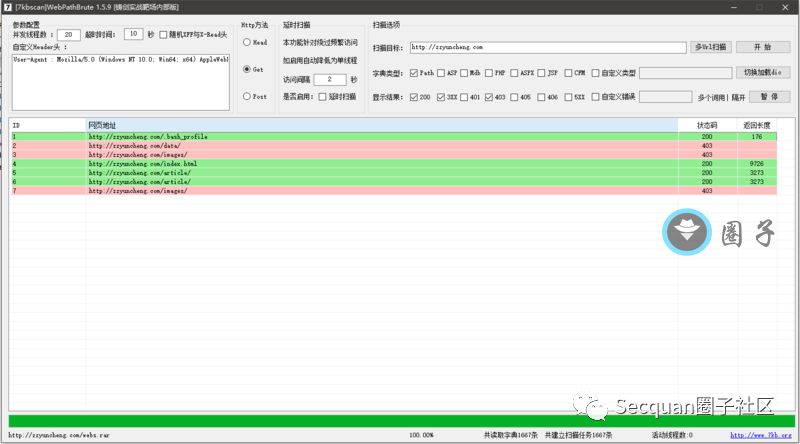 [7kbscan]WebPathBrute 1.5.9 [铸剑实战靶场内部版]
参数配置
并发线程数: 20 超时时间: 10 秒 随机XFF与X-Read头
自定义Header头:
User-Agent : Mozilla/5.0 (Windows NT 10.0; Win64; x64) AppleWebK
Http方法
Head
Get
Post
延时扫描
本功能针对绕过频繁访问
如启用自动降低为单线程
访问间隔 2 秒
是否启用: 延时扫描
扫描选项
扫描目标: http://zzyuncheng.com 多Url扫描 开 始
字典类型: Path ASP Mdb PHP ASPX JSP CFM 自定义类型 切换加载dic
显示结果: 200 3XX 401 403 405 406 5XX 自定义错误 多个调用| 隔开 暂 停
ID 网页地址 状态码 返回长度
1 http://zzyuncheng.com/.bash_profile 200 176
2 http://zzyuncheng.com/data/ 403
3 http://zzyuncheng.com/images/ 403
4 http://zzyuncheng.com/index.html 200 9726
5 http://zzyuncheng.com/article/ 200 3273
6 http://zzyuncheng.com/article/ 200 3273
7 http://zzyuncheng.com/images/ 403
圈子
Secquan圈子社区
http://zzyuncheng.com/webz.rar 100.00% 共读取字典1667条 共建立扫描任务1667条 活动线程数:0 http://www.7kb.org